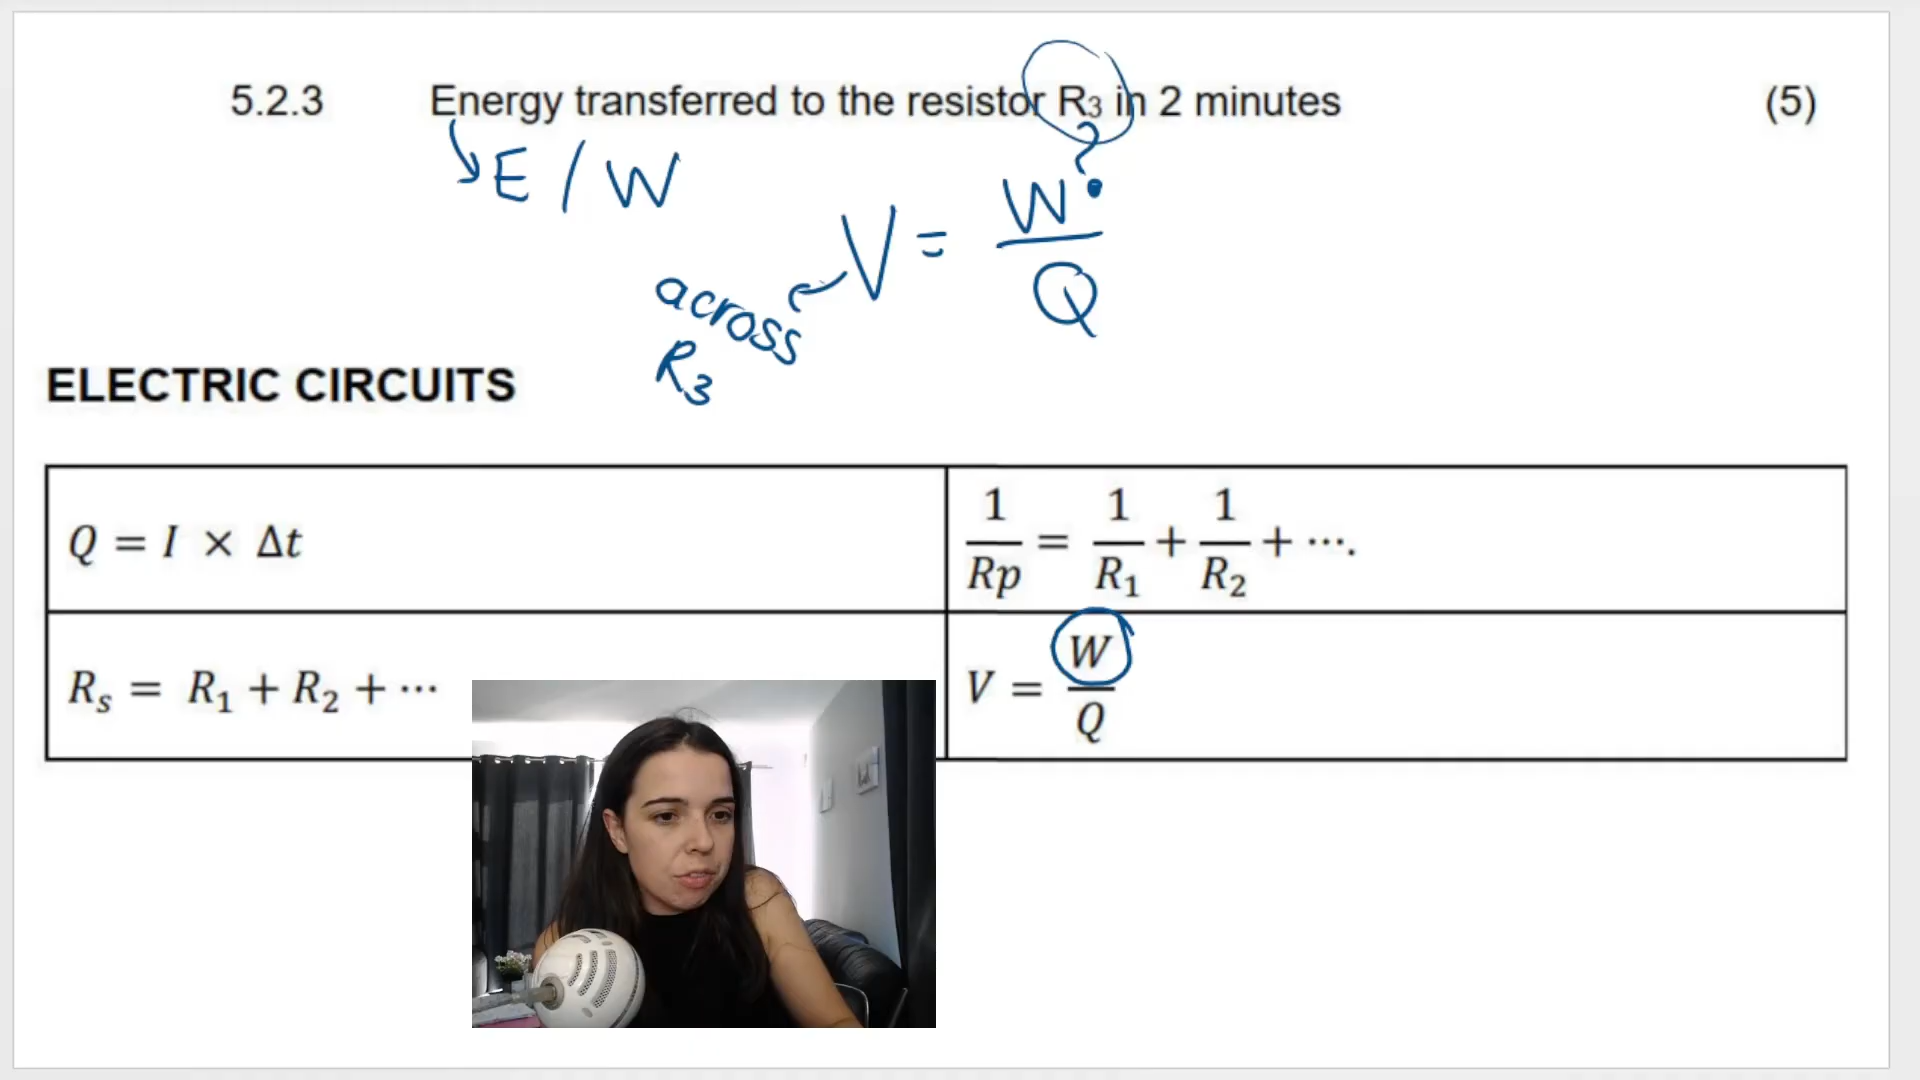 5.2.3 Energy transferred to the resistor R₃ in 2 minutes (5)
E / W
V = W? / Q
across
R₃
ELECTRIC CIRCUITS
Q = I × Δt
1/Rp = 1/R₁ + 1/R₂ + ….
Rₛ = R₁ + R₂ + ⋯
V = W/Q